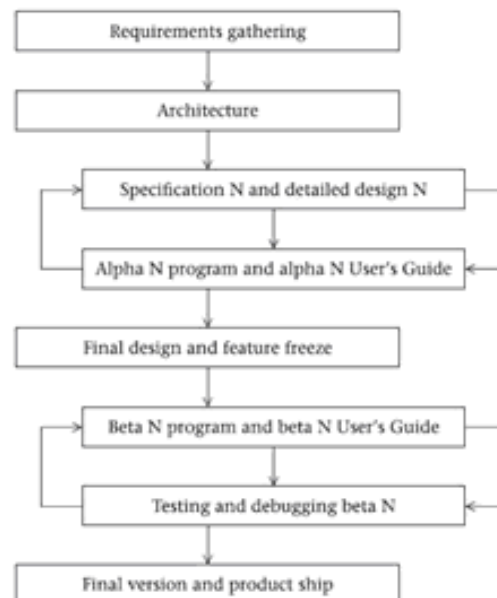 Requirements gathering
Architecture
Specification N and detailed design N
Alpha N program and alpha N User's Guide
Final design and feature freeze
Beta N program and beta N User's Guide
Testing and debugging beta N
Final version and product ship